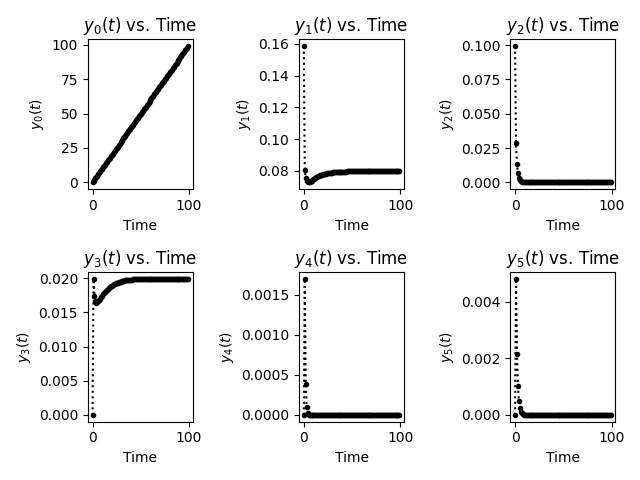 y₀(t) vs. Time
y₁(t) vs. Time
y₂(t) vs. Time
100
75
50
25
0
y₀(t)
0
100
Time
0.16
0.14
0.12
0.10
0.08
y₁(t)
0
100
Time
0.100
0.075
0.050
0.025
0.000
y₂(t)
0
100
Time
y₃(t) vs. Time
y₄(t) vs. Time
y₅(t) vs. Time
0.020
0.015
0.010
0.005
0.000
y₃(t)
0
100
Time
0.0015
0.0010
0.0005
0.0000
y₄(t)
0
100
Time
0.004
0.002
0.000
y₅(t)
0
100
Time